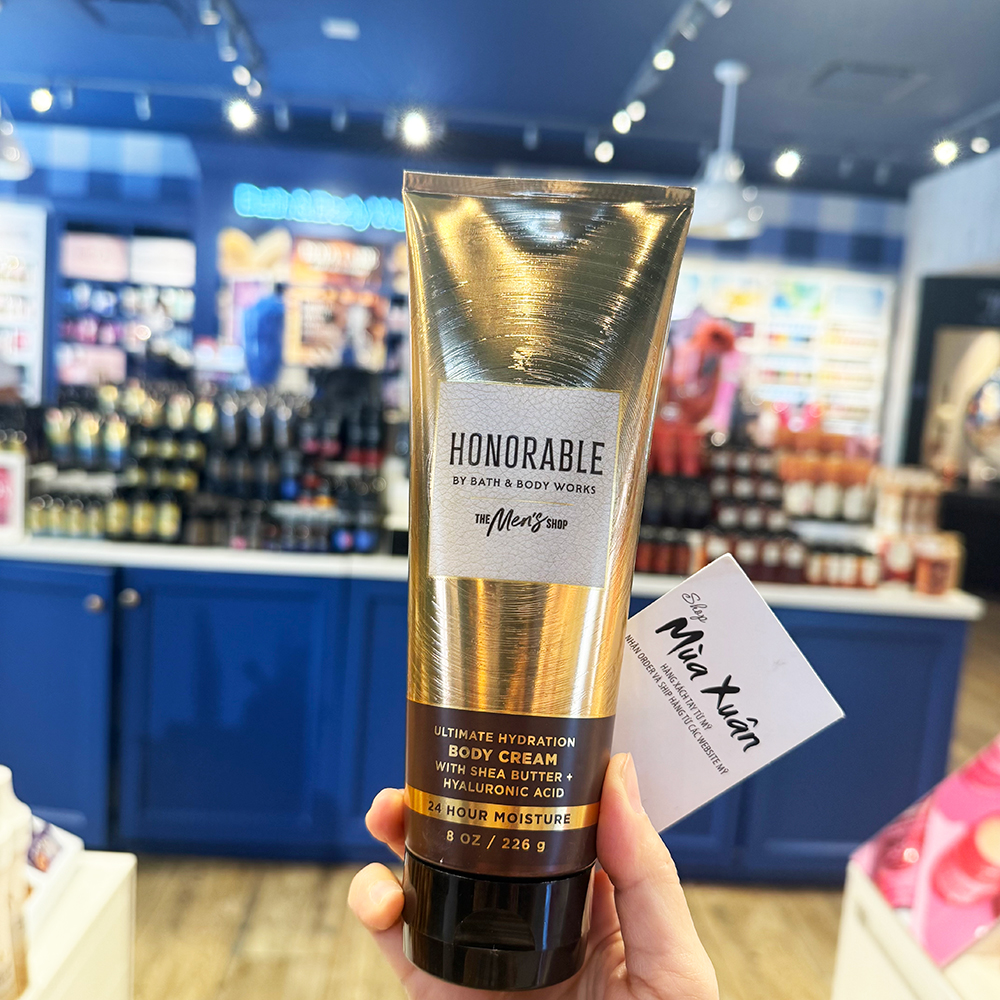 HONORABLE
BY BATH & BODY WORKS
THE Men's SHOP
ULTIMATE HYDRATION
BODY CREAM
WITH SHEA BUTTER +
HYALURONIC ACID
24 HOUR MOISTURE
8 OZ / 226 g
Shop
Mùa Xuân
HÀNG XÁCH TAY TỪ MỸ
NHẬN ORDER VÀ SHIP HÀNG TỪ CÁC WEBSITE MỸ